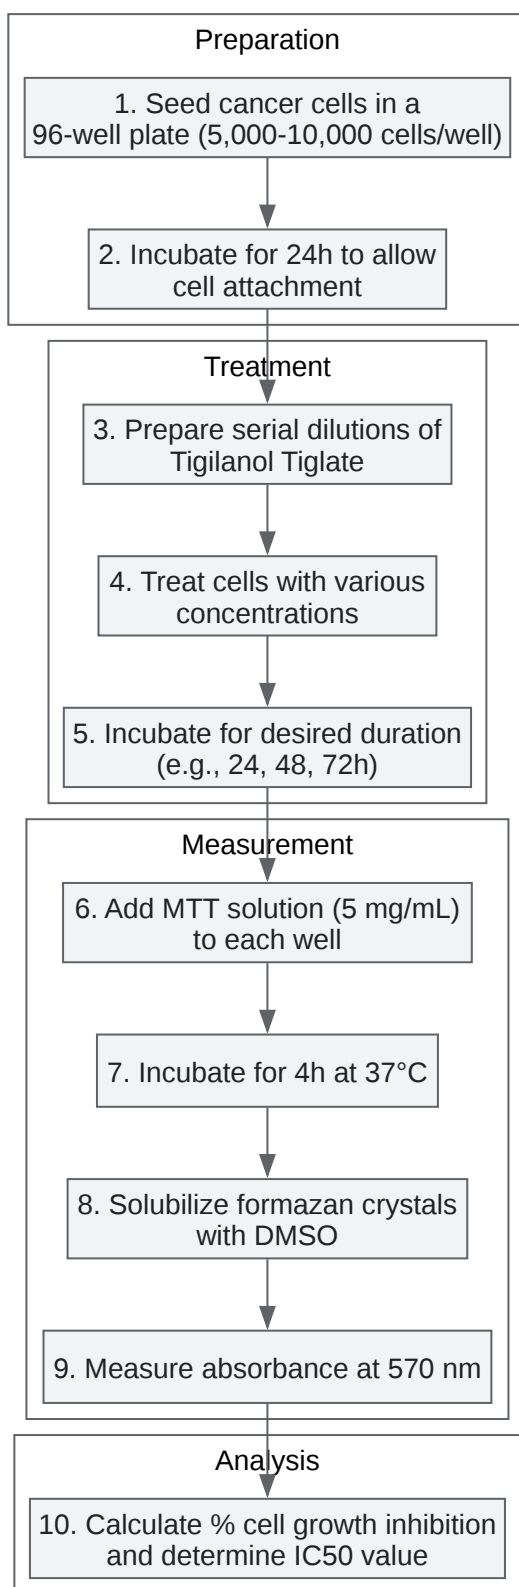 Preparation
1. Seed cancer cells in a
96-well plate (5,000-10,000 cells/well)
2. Incubate for 24h to allow
cell attachment
Treatment
3. Prepare serial dilutions of
Tigilanol Tiglate
4. Treat cells with various
concentrations
5. Incubate for desired duration
(e.g., 24, 48, 72h)
Measurement
6. Add MTT solution (5 mg/mL)
to each well
7. Incubate for 4h at 37°C
8. Solubilize formazan crystals
with DMSO
9. Measure absorbance at 570 nm
Analysis
10. Calculate % cell growth inhibition
and determine IC50 value